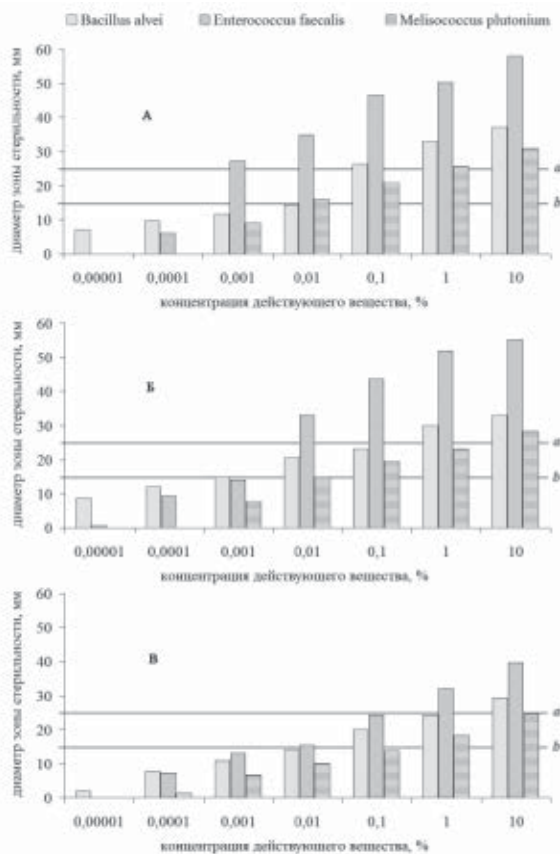 Bacillus alvei Enterococcus faecalis Melisococcus plutonium
диаметр зоны стерильности, мм
60
50
А
40
30
a
20
b
10
0
0,00001 0,0001 0,001 0,01 0,1 1 10
концентрация действующего вещества, %
диаметр зоны стерильности, мм
60
50
Б
40
30
a
20
b
10
0
0,00001 0,0001 0,001 0,01 0,1 1 10
концентрация действующего вещества, %
диаметр зоны стерильности, мм
60
50
В
40
30
a
20
b
10
0
0,00001 0,0001 0,001 0,01 0,1 1 10
концентрация действующего вещества, %